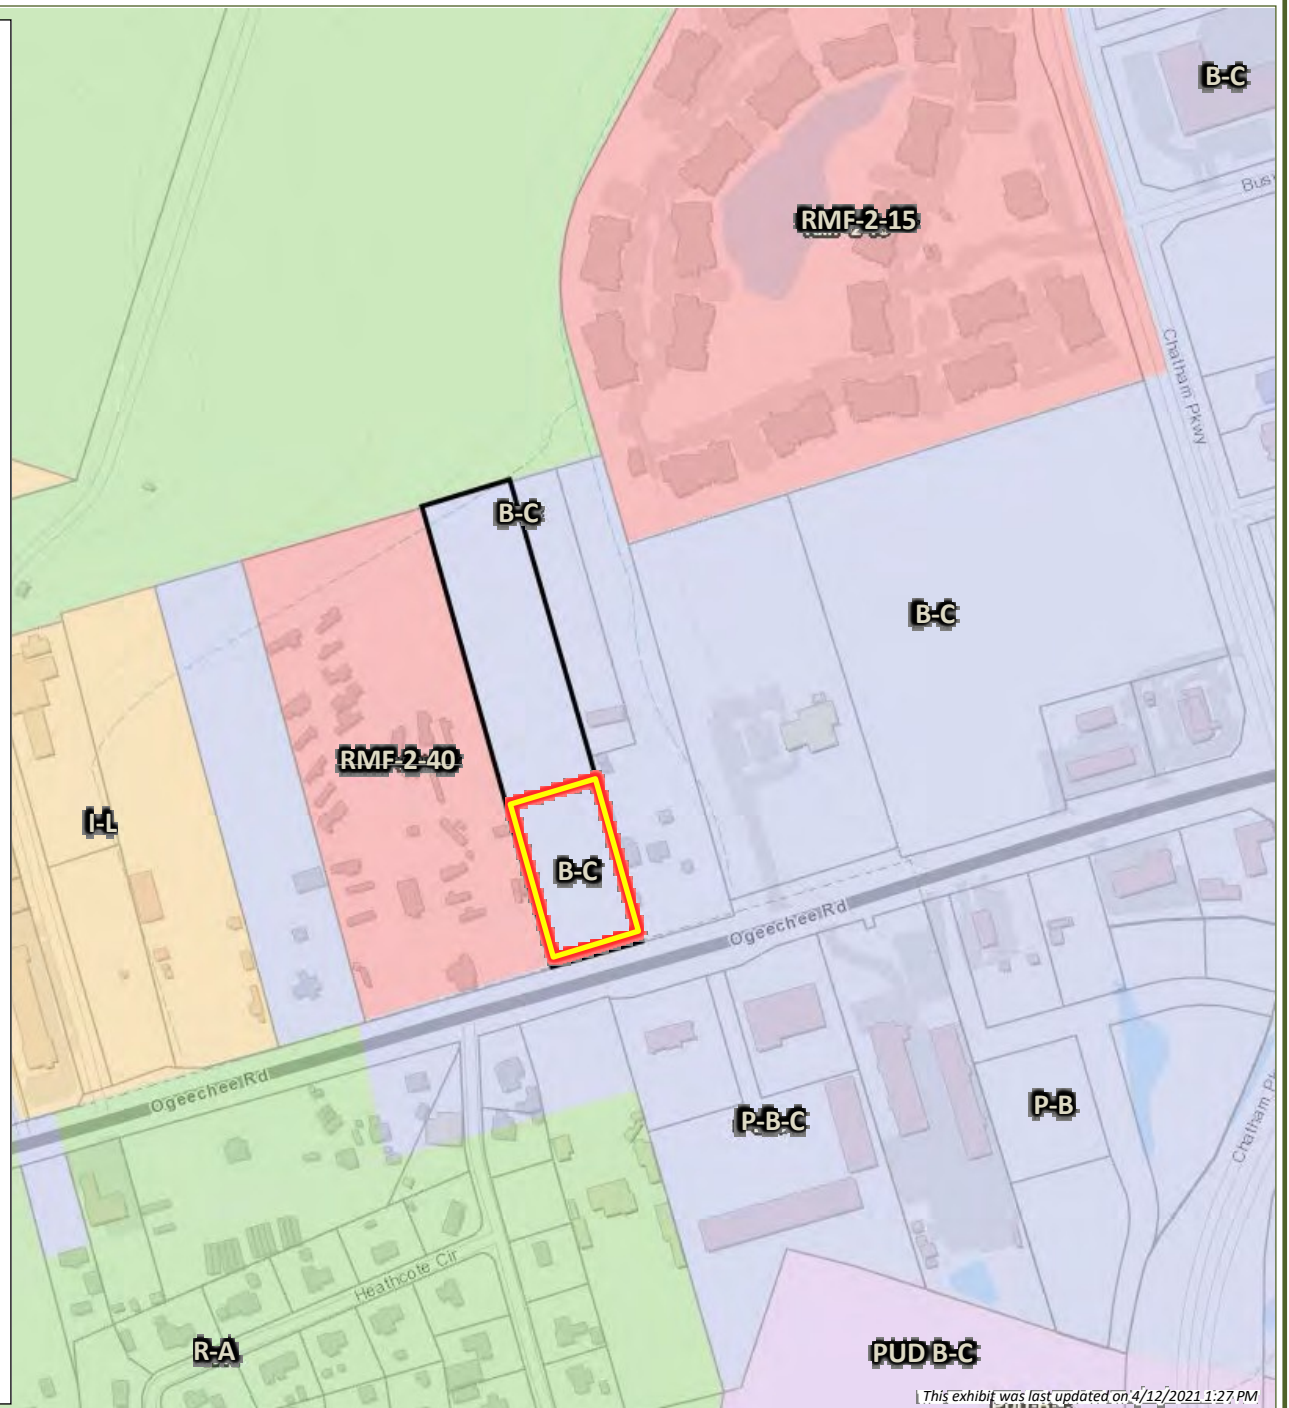 B-C
Bus
RMF-2-15
Chatham Pkwy
B-C
B-C
RMF-2-40
I-L
B-C
Ogeechee Rd
Ogeechee Rd
P-B-C
P-B
Chatham Pk
Heathcote Cir
R-A
PUD B-C
This exhibit was last updated on 4/12/2021 1:27 PM